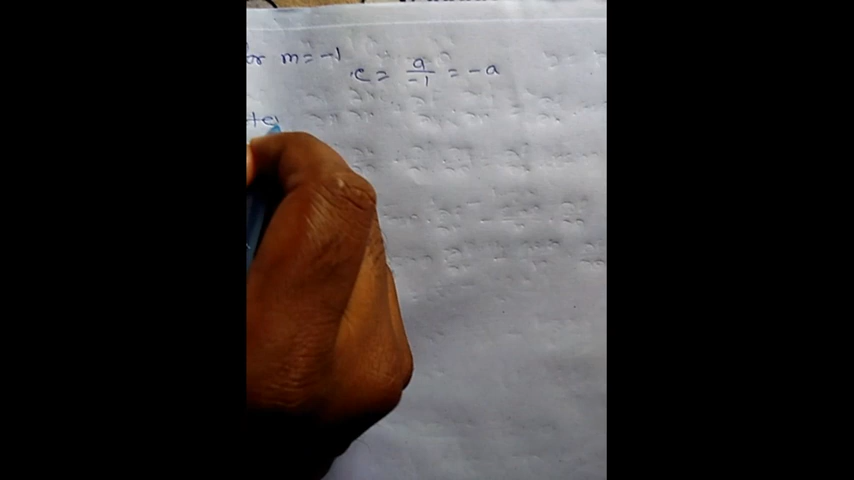 or m=-1
c = a/-1 = -a
+c